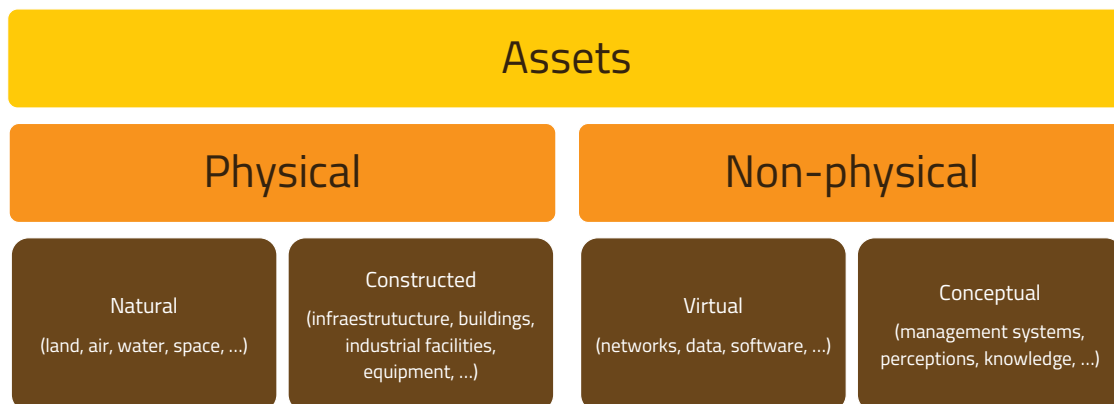 Assets
Physical
Non-physical
Natural
(land, air, water, space, ...)
Constructed
(infraestrutucture, buildings,
industrial facilities,
equipment, ...)
Virtual
(networks, data, software, ...)
Conceptual
(management systems,
perceptions, knowledge, ...)